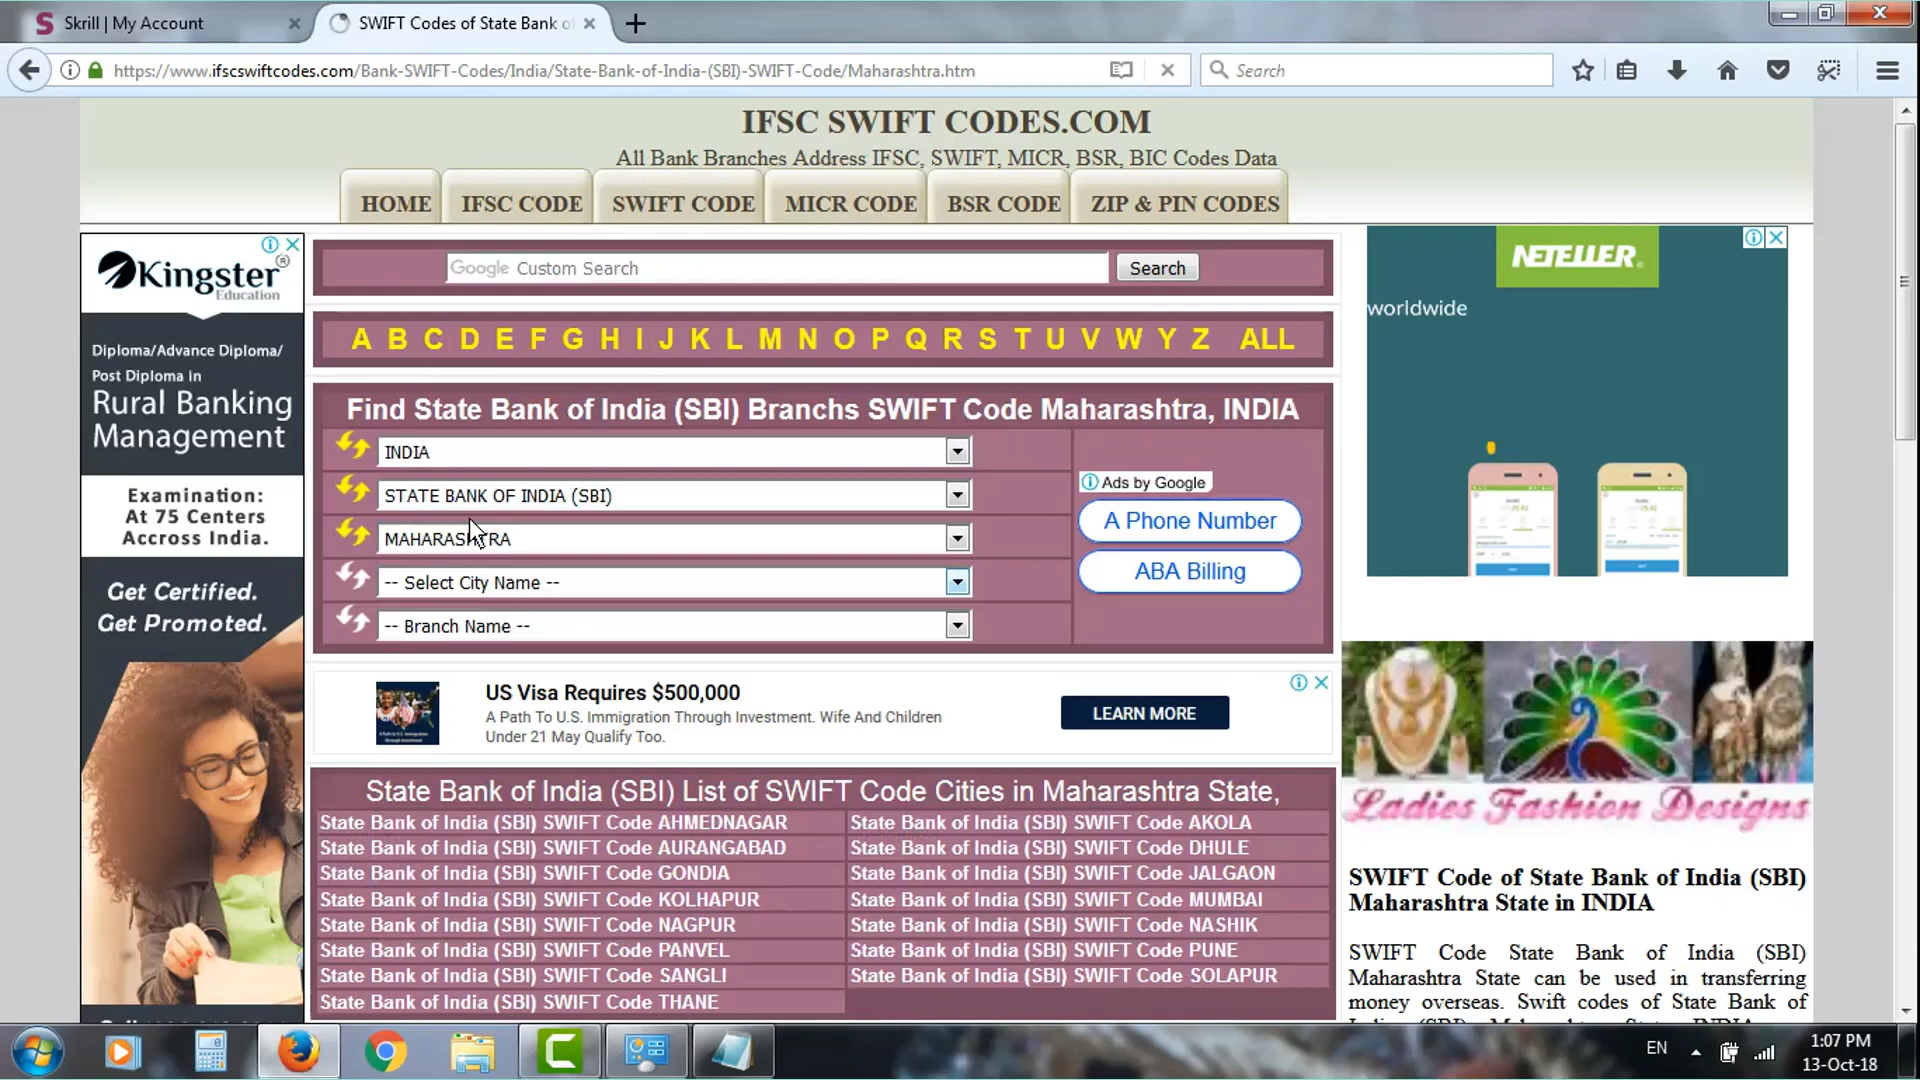 Skrill | My Account
SWIFT Codes of State Bank of
https://www.ifscswiftcodes.com/Bank-SWIFT-Codes/India/State-Bank-of-India-(SBI)-SWIFT-Code/Maharashtra.htm
Search
IFSC SWIFT CODES.COM
All Bank Branches Address IFSC, SWIFT, MICR, BSR, BIC Codes Data
HOME
IFSC CODE
SWIFT CODE
MICR CODE
BSR CODE
ZIP & PIN CODES
Kingster
Education
Diploma/Advance Diploma/
Post Diploma in
Rural Banking
Management
Examination:
At 75 Centers
Accross India.
Get Certified.
Get Promoted.
Google Custom Search
Search
A B C D E F G H I J K L M N O P Q R S T U V W Y Z ALL
Find State Bank of India (SBI) Branchs SWIFT Code Maharashtra, INDIA
INDIA
STATE BANK OF INDIA (SBI)
MAHARASHTRA
-- Select City Name --
-- Branch Name --
Ads by Google
A Phone Number
ABA Billing
US Visa Requires $500,000
A Path To U.S. Immigration Through Investment. Wife And Children
Under 21 May Qualify Too.
LEARN MORE
State Bank of India (SBI) List of SWIFT Code Cities in Maharashtra State,
State Bank of India (SBI) SWIFT Code AHMEDNAGAR
State Bank of India (SBI) SWIFT Code AKOLA
State Bank of India (SBI) SWIFT Code AURANGABAD
State Bank of India (SBI) SWIFT Code DHULE
State Bank of India (SBI) SWIFT Code GONDIA
State Bank of India (SBI) SWIFT Code JALGAON
State Bank of India (SBI) SWIFT Code KOLHAPUR
State Bank of India (SBI) SWIFT Code MUMBAI
State Bank of India (SBI) SWIFT Code NAGPUR
State Bank of India (SBI) SWIFT Code NASHIK
State Bank of India (SBI) SWIFT Code PANVEL
State Bank of India (SBI) SWIFT Code PUNE
State Bank of India (SBI) SWIFT Code SANGLI
State Bank of India (SBI) SWIFT Code SOLAPUR
State Bank of India (SBI) SWIFT Code THANE
NETELLER
worldwide
Ladies Fashion Designs
SWIFT Code of State Bank of India (SBI)
Maharashtra State in INDIA
SWIFT Code State Bank of India (SBI)
Maharashtra State can be used in transferring
money overseas. Swift codes of State Bank of
EN
1:07 PM
13-Oct-18